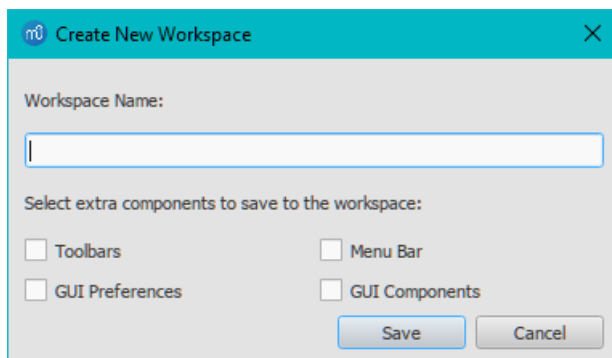 Create New Workspace
Workspace Name:
Select extra components to save to the workspace:
Toolbars
Menu Bar
GUI Preferences
GUI Components
Save
Cancel